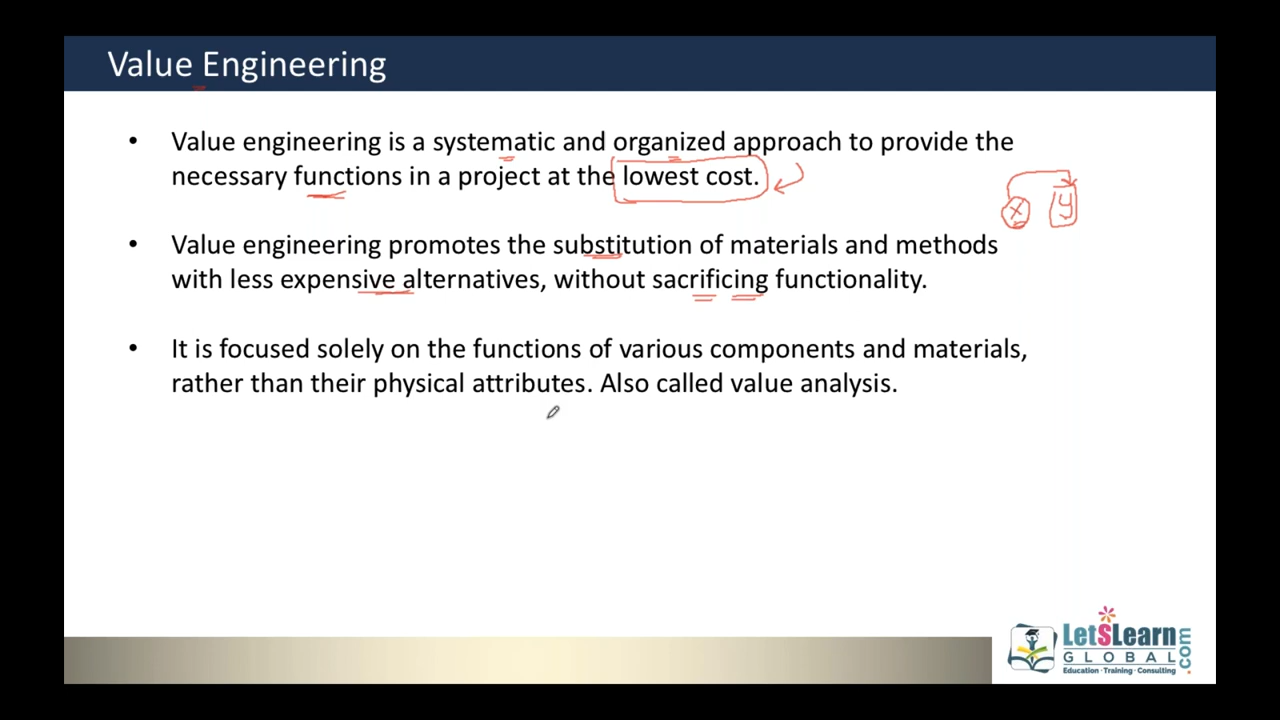 Value Engineering
• Value engineering is a systematic and organized approach to provide the
necessary functions in a project at the lowest cost.
x y
• Value engineering promotes the substitution of materials and methods
with less expensive alternatives, without sacrificing functionality.
• It is focused solely on the functions of various components and materials,
rather than their physical attributes. Also called value analysis.
LetSLearn
GLOBAL
.com
Education · Training · Consulting